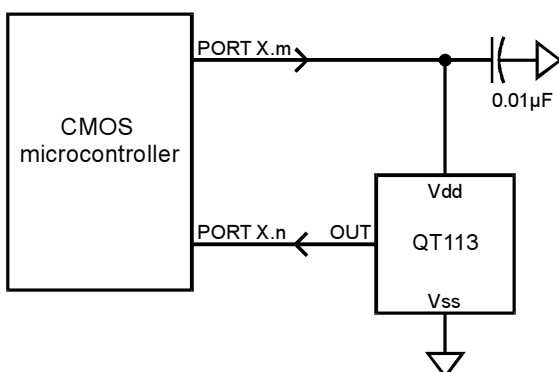 PORT X.m
0.01µF
CMOS
microcontroller
Vdd
PORT X.n
OUT
QT113
Vss